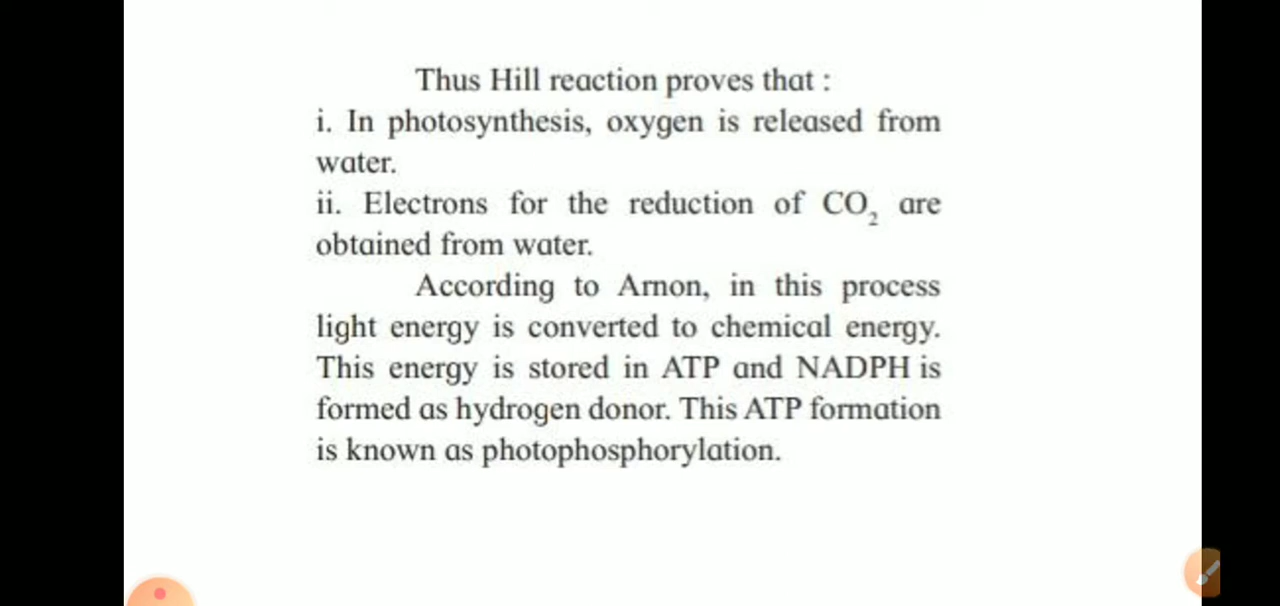 Thus Hill reaction proves that :
i. In photosynthesis, oxygen is released from
water.
ii. Electrons for the reduction of CO₂ are
obtained from water.
According to Arnon, in this process
light energy is converted to chemical energy.
This energy is stored in ATP and NADPH is
formed as hydrogen donor. This ATP formation
is known as photophosphorylation.